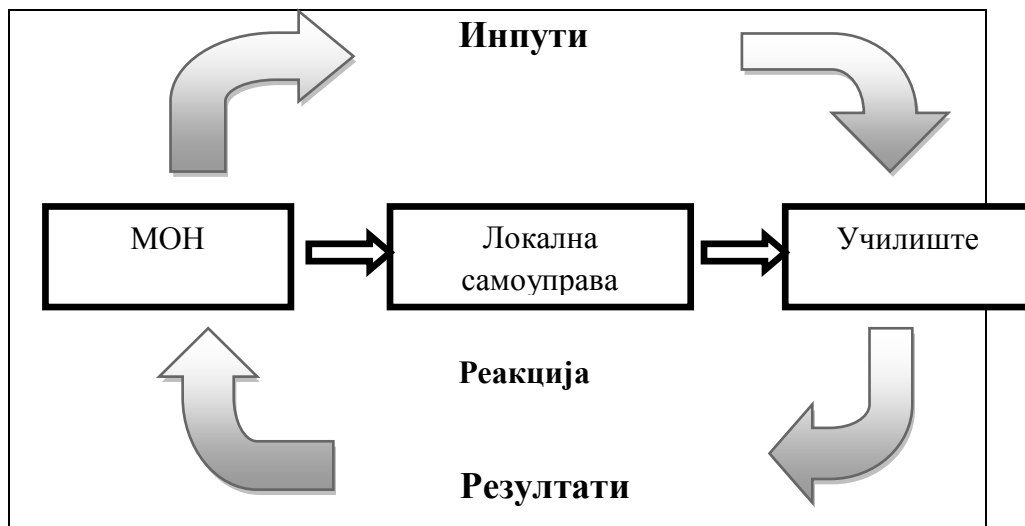 Инпути
МОН
Локална
самоуправа
Училиште
Реакција
Резултати